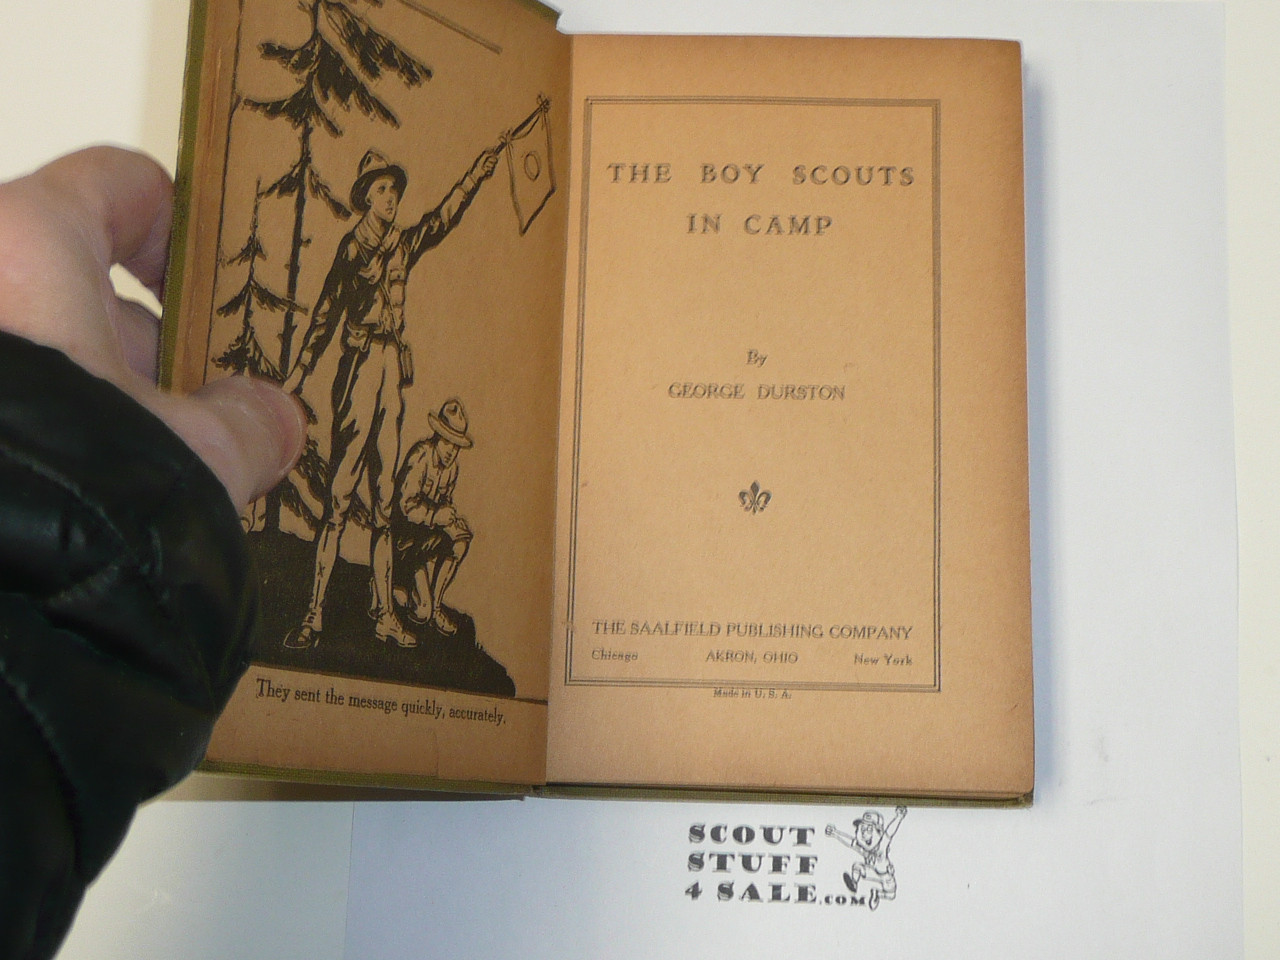 They sent the message quickly, accurately.
THE BOY SCOUTS
IN CAMP
By
GEORGE DURSTON
THE SAALFIELD PUBLISHING COMPANY
Chicago AKRON, OHIO New York
Made in U. S. A.
SCOUT
STUFF
4 SALE.COM